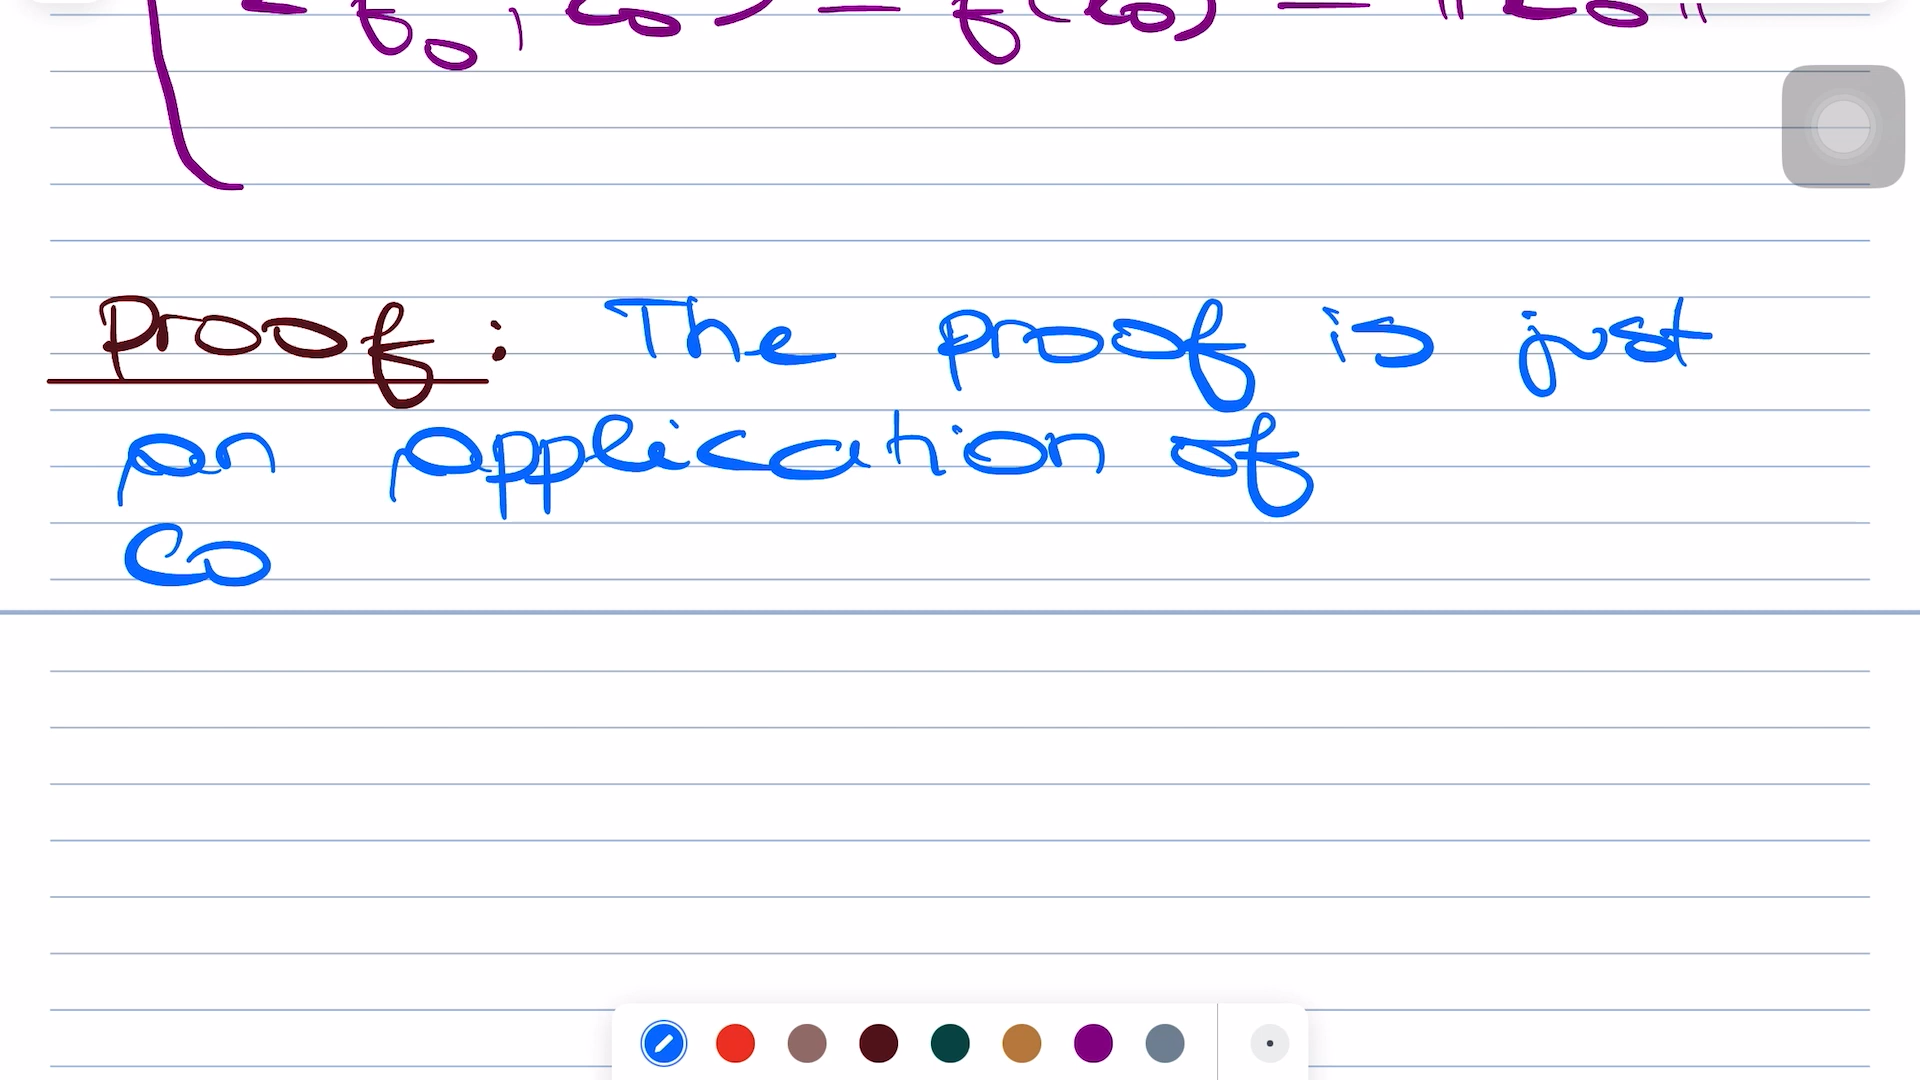 Proof: The proof is just
an application of
Co